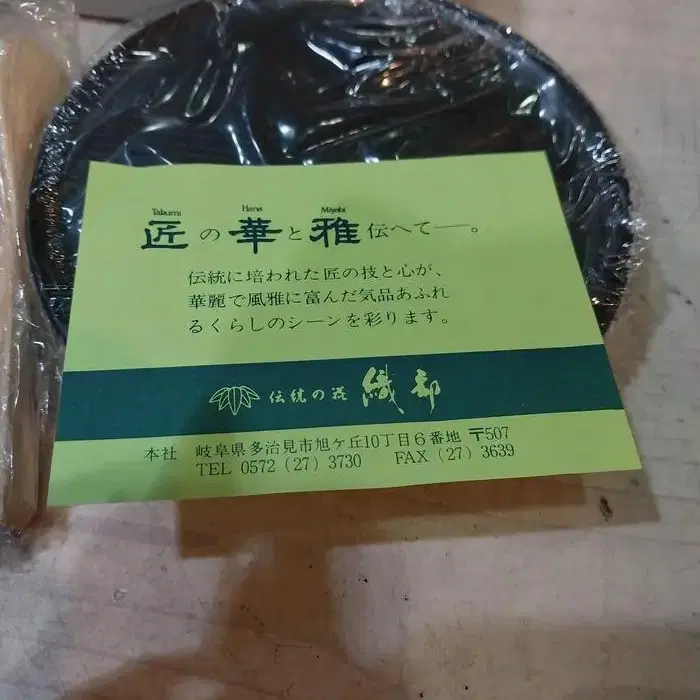 Takumi Hana Miyabi
匠の華と雅伝へて──。
伝統に培われた匠の技と心が、
華麗で風雅に富んだ気品あふれ
るくらしのシーンを彩ります。
伝統の器 織部
本社 岐阜県多治見市旭ケ丘10丁目6番地 〒507
TEL 0572 (27) 3730 FAX (27) 3639